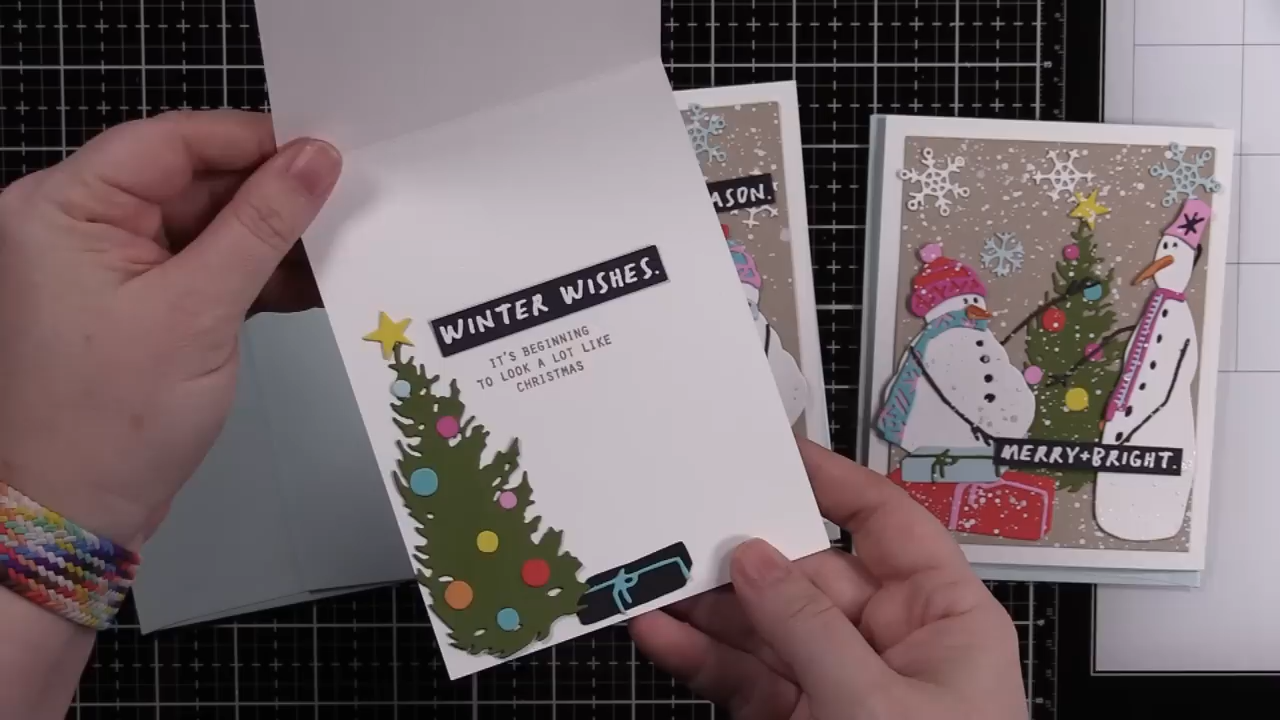 WINTER WISHES.
IT'S BEGINNING
TO LOOK A LOT LIKE
CHRISTMAS
ASON.
MERRY+BRIGHT.